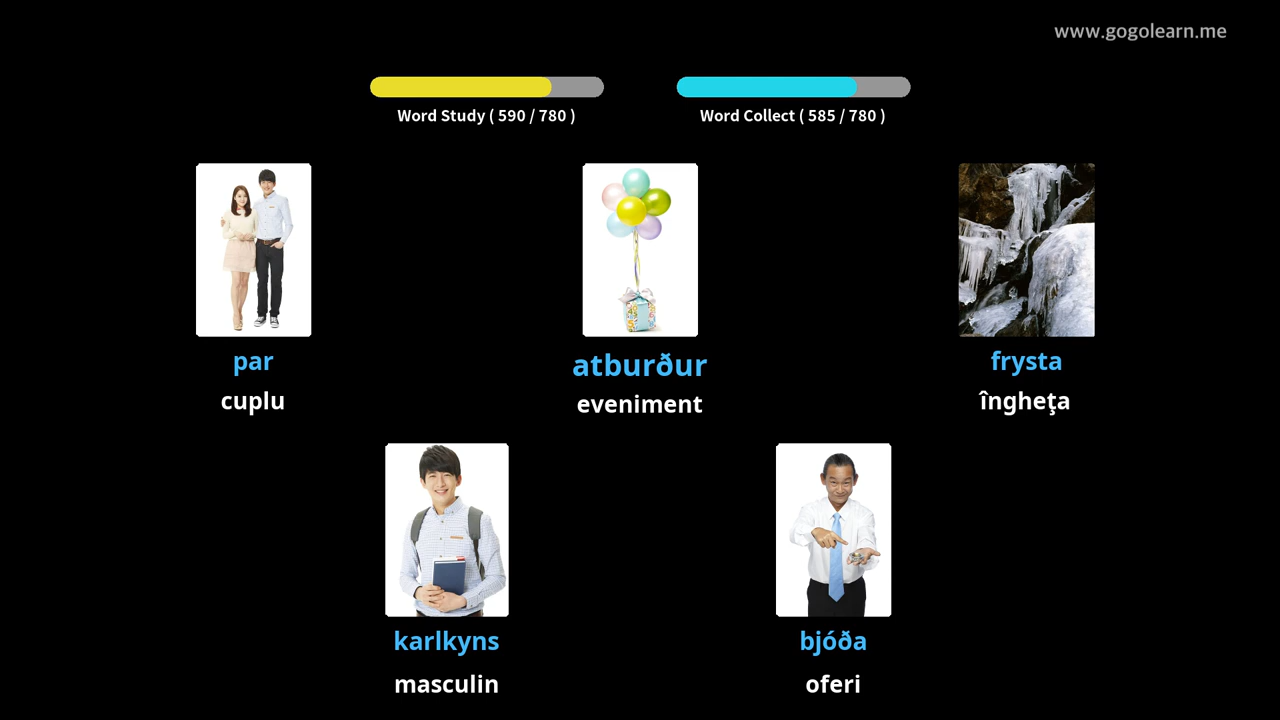 www.gogolearn.me
Word Study ( 590 / 780 )
Word Collect ( 585 / 780 )
par
cuplu
atburður
eveniment
frysta
îngheţa
karlkyns
masculin
bjóða
oferi